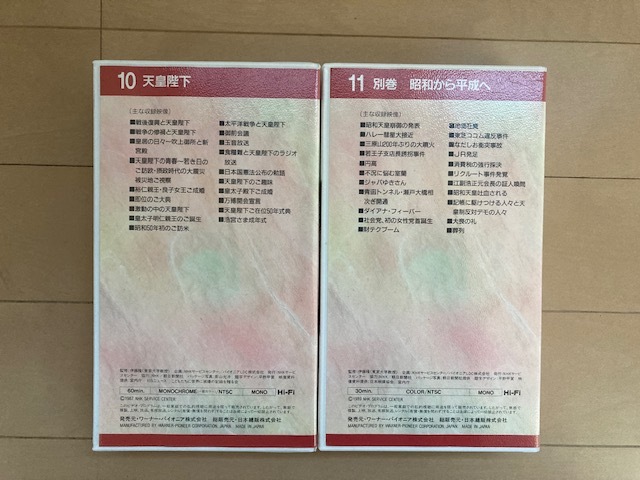 10 天皇陛下
〈主な収録映像〉
■戦後復興と天皇陛下
■戦争の惨禍と天皇陛下
■皇居の日々─吹上御所と新
宮殿
■天皇陛下の青春─若き日の
ご訪欧・摂政時代の大震災
被災地ご視察
■裕仁親王・良子女王ご成婚
■即位のご大典
■激動の中の天皇陛下
■皇太子明仁親王のご誕生
■昭和50年初のご訪米
■太平洋戦争と天皇陛下
■御前会議
■玉音放送
■食糧難と天皇陛下のラジオ
放送
■日本国憲法公布の勅語
■天皇陛下のご趣味
■皇太子殿下ご成婚
■万博開会宣言
■天皇陛下ご在位50年式典
■浩宮さま成年式
60min.
MONOCHROME
NTSC
MONO
Hi-Fi
©1987 NHK SERVICE CENTER
発売元・ワーナー・パイオニア株式会社 総販売元・日本雄飛株式会社
MANUFACTURED BY WARNER-PIONEER CORPORATION, JAPAN MADE IN JAPAN
11 別巻 昭和から平成へ
〈主な収録映像〉
■昭和天皇崩御の発表
■ハレー彗星大接近
■三原山200年ぶりの大噴火
■若王子支店長誘拐事件
■円高
■不況に悩む室蘭
■ジャパゆきさん
■青函トンネル・瀬戸大橋相
次ぎ開通
■ダイアナ・フィーバー
■社会党、初の女性党首誕生
■財テクブーム
■地価狂騰
■東芝ココム違反事件
■なだしお衝突事故
■JR発足
■消費税の強行採決
■リクルート事件発覚
■江副浩正元会長の証人喚問
■昭和天皇吐血される
■記帳に駆けつける人々と天
皇制反対デモの人々
■大喪の礼
■葬列
30min.
COLOR/NTSC
MONO
Hi-Fi
©1989 NHK SERVICE CENTER
発売元・ワーナー・パイオニア株式会社 総販売元・日本雄飛株式会社
MANUFACTURED BY WARNER-PIONEER CORPORATION, JAPAN MADE IN JAPAN